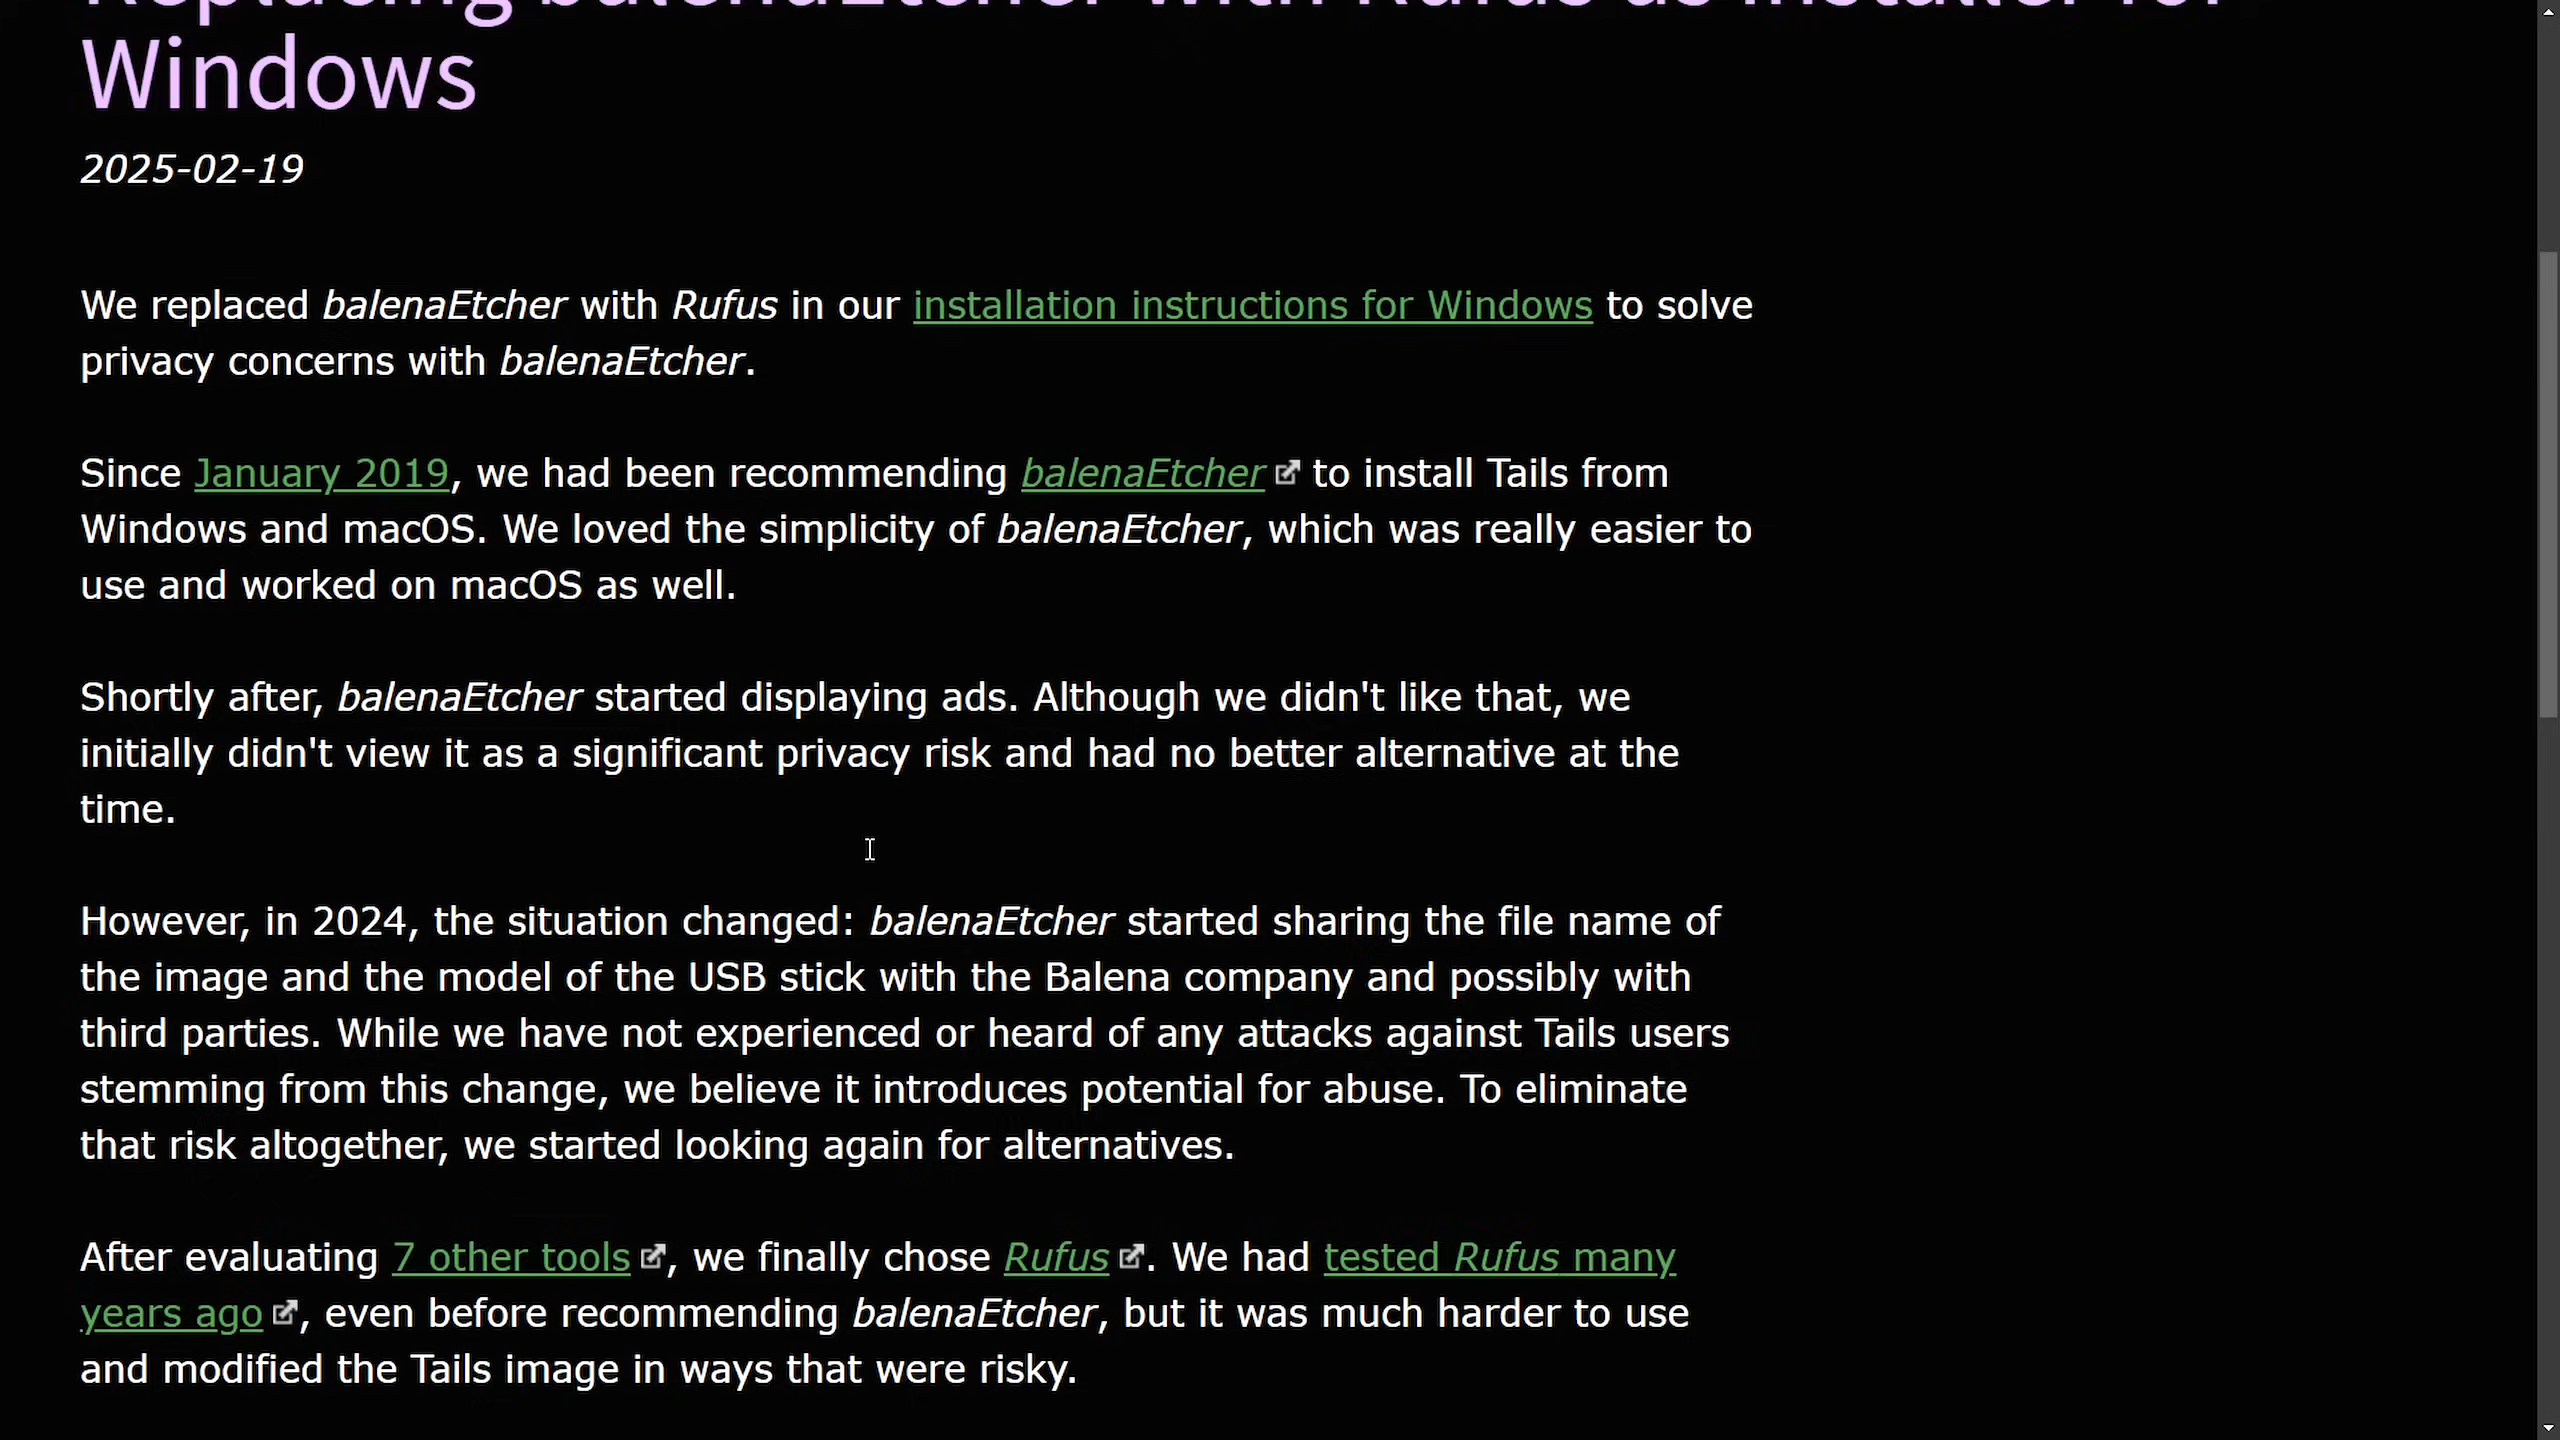 Replacing balenaEtcher with Rufus as installer for
Windows
2025-02-19
We replaced balenaEtcher with Rufus in our installation instructions for Windows to solve
privacy concerns with balenaEtcher.
Since January 2019, we had been recommending balenaEtcher to install Tails from
Windows and macOS. We loved the simplicity of balenaEtcher, which was really easier to
use and worked on macOS as well.
Shortly after, balenaEtcher started displaying ads. Although we didn't like that, we
initially didn't view it as a significant privacy risk and had no better alternative at the
time.
However, in 2024, the situation changed: balenaEtcher started sharing the file name of
the image and the model of the USB stick with the Balena company and possibly with
third parties. While we have not experienced or heard of any attacks against Tails users
stemming from this change, we believe it introduces potential for abuse. To eliminate
that risk altogether, we started looking again for alternatives.
After evaluating 7 other tools, we finally chose Rufus. We had tested Rufus many
years ago, even before recommending balenaEtcher, but it was much harder to use
and modified the Tails image in ways that were risky.